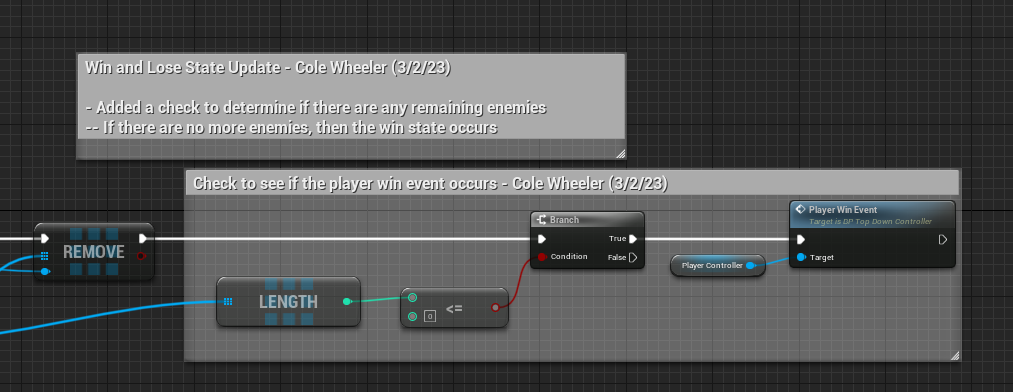 Win and Lose State Update - Cole Wheeler (3/2/23)
- Added a check to determine if there are any remaining enemies
-- If there are no more enemies, then the win state occurs
Check to see if the player win event occurs - Cole Wheeler (3/2/23)
REMOVE
LENGTH
0
<=
Branch
True
Condition
False
Player Controller
Player Win Event
Target is DP Top Down Controller
Target